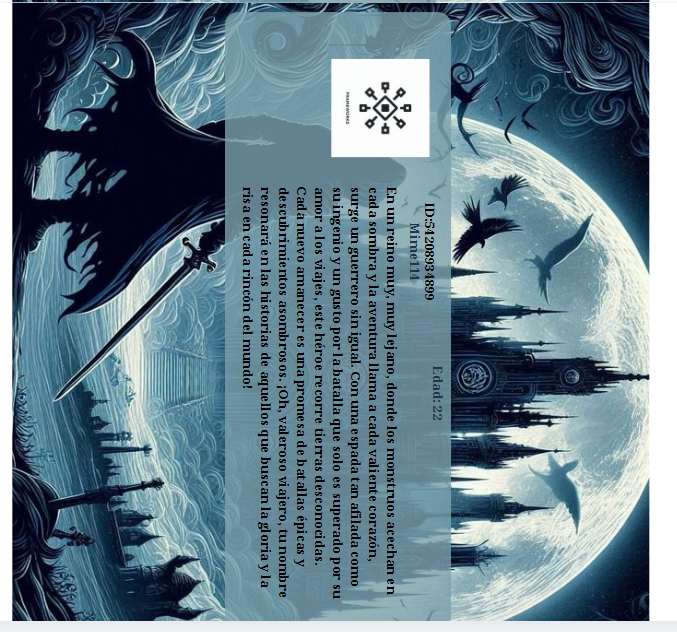 FRAMEWORKS
ID:54208934899
Mime114
Edad: 22
En un reino muy, muy lejano, donde los monstruos acechan en
cada sombra y la aventura llama a cada valiente corazón,
surge un guerrero sin igual. Con una espada tan afilada como
su ingenio y un gusto por la batalla que solo es superado por su
amor a los viajes, este héroe recorre tierras desconocidas.
Cada nuevo amanecer es una promesa de batallas épicas y
descubrimientos asombrosos. ¡Oh, valeroso viajero, tu nombre
resonará en las historias de aquellos que buscan la gloria y la
risa en cada rincón del mundo!